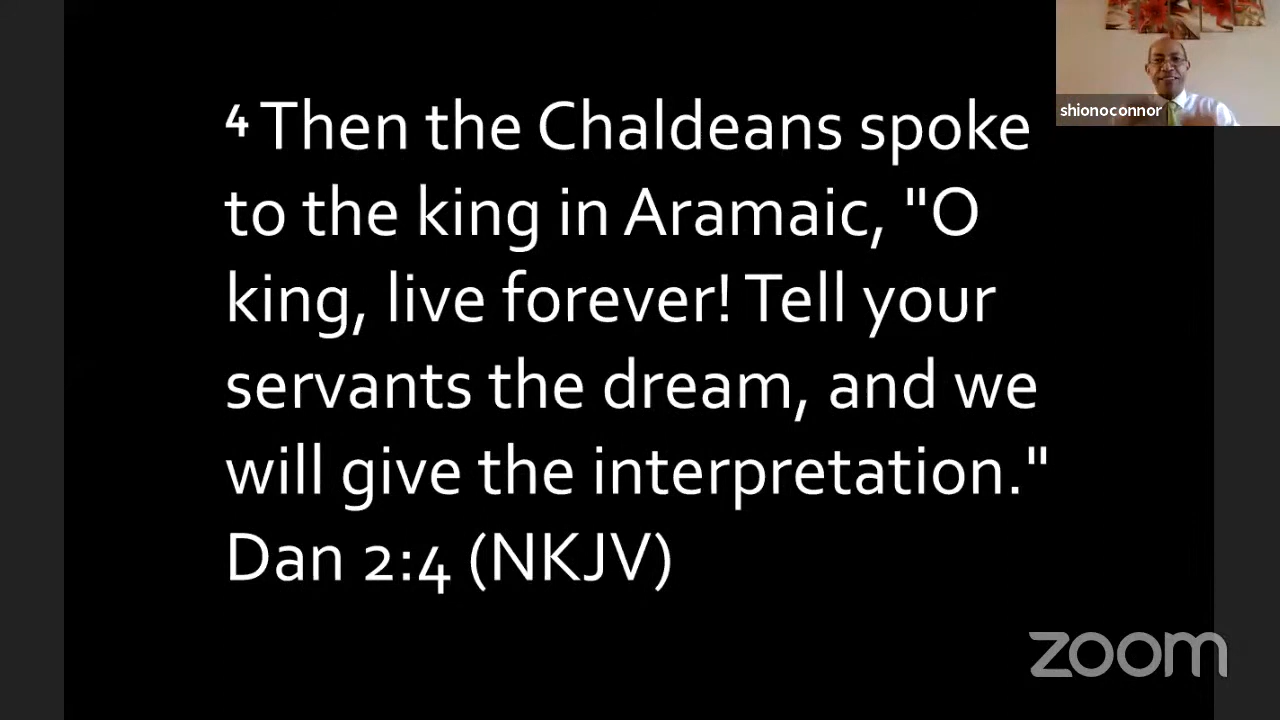 shionoconnor
4 Then the Chaldeans spoke
to the king in Aramaic, "O
king, live forever! Tell your
servants the dream, and we
will give the interpretation."
Dan 2:4 (NKJV)
zoom